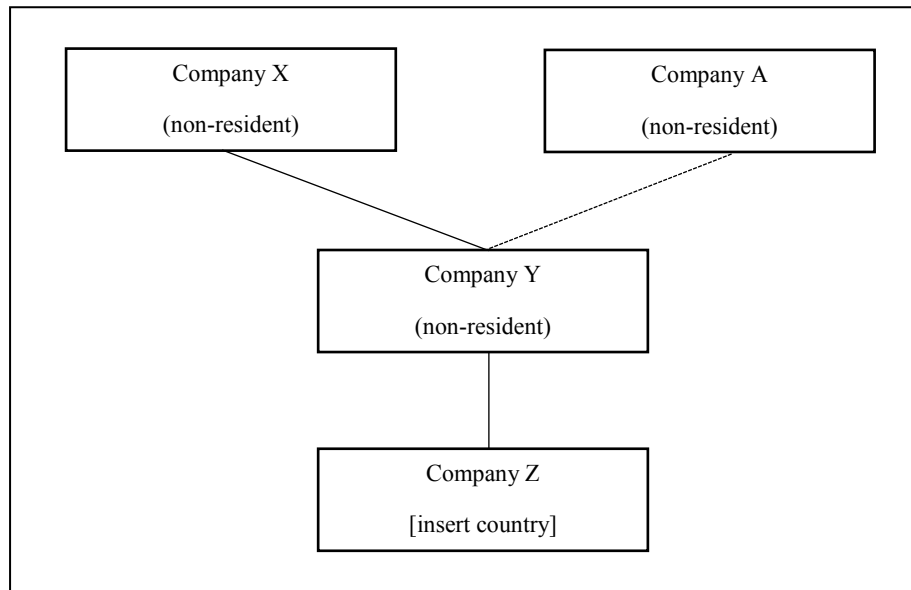 Company X
(non-resident)
Company A
(non-resident)
Company Y
(non-resident)
Company Z
[insert country]